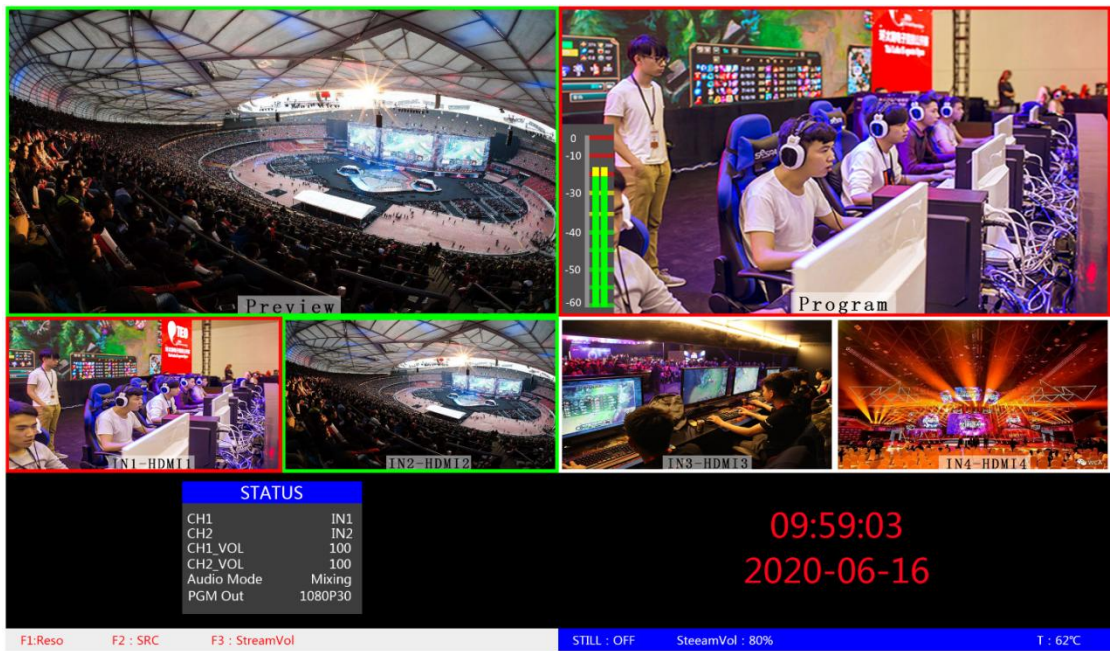 0
-10
-30
-40
-50
-60
Preview
Program
TED
IN1-HDMI1
IN2-HDMI2
IN3-HDMI3
IN4-HDMI4
STATUS
CH1 IN1
CH2 IN2
CH1_VOL 100
CH2_VOL 100
Audio Mode Mixing
PGM Out 1080P30
09:59:03
2020-06-16
F1:Reso F2 : SRC F3 : StreamVol
STILL : OFF SteeamVol : 80% T : 62℃